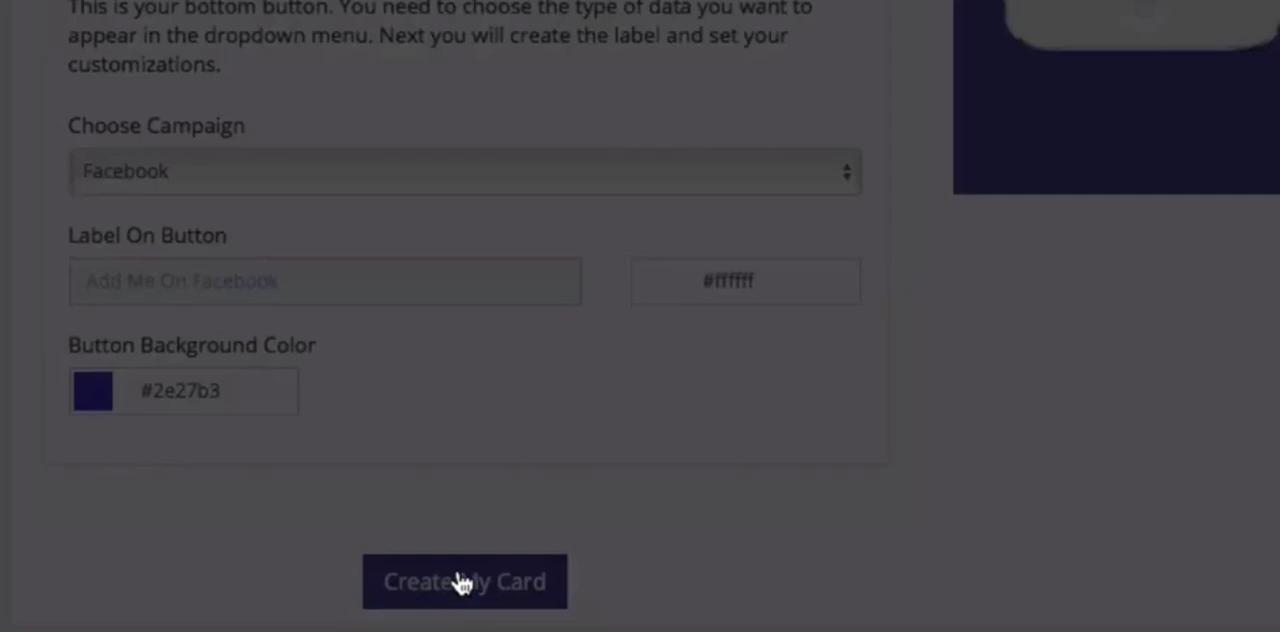 This is your bottom button. You need to choose the type of data you want to
appear in the dropdown menu. Next you will create the label and set your
customizations.
Choose Campaign
Facebook
Label On Button
Add Me On Facebook
#ffffff
Button Background Color
#2e27b3
Create My Card